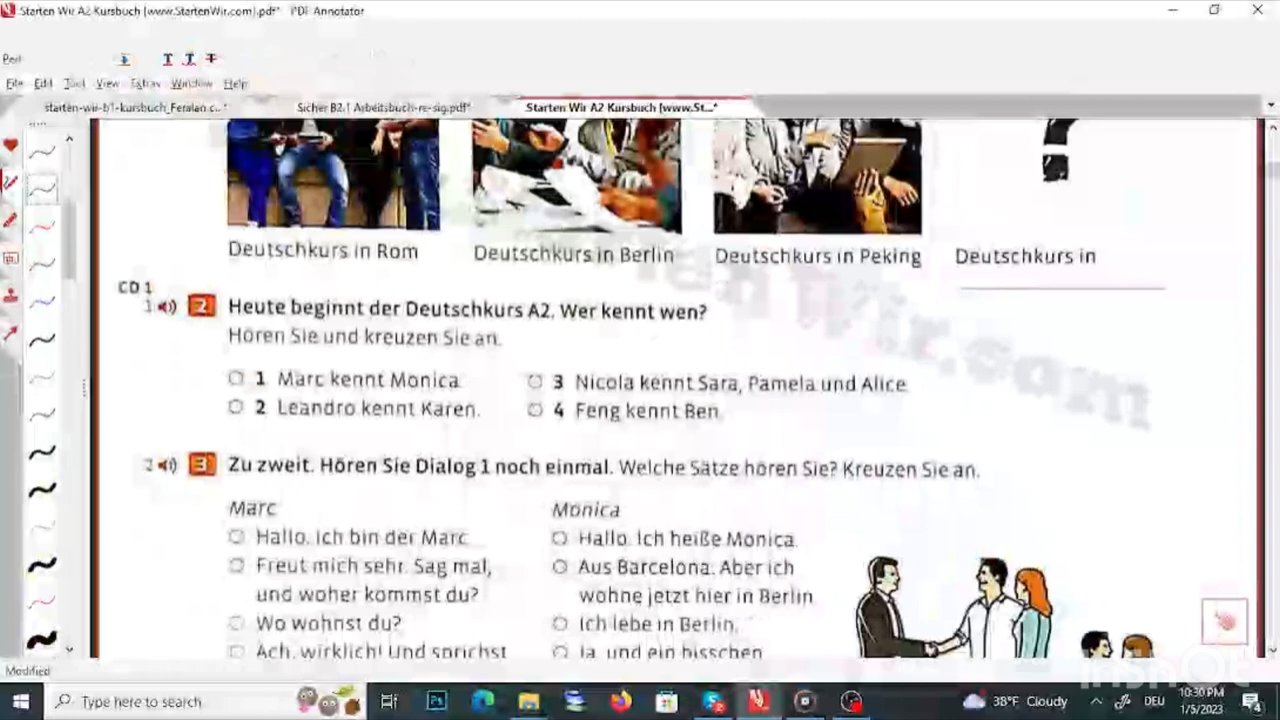 Starten Wir A2 Kursbuch (www.StartenWir.com).pdf* PDF Annotator
File Edit Tool View Extras Window Help
starten-wir-b1-kursbuch_Feralan.c... * Sicher B2.1 Arbeitsbuch-re-sig.pdf* Starten Wir A2 Kursbuch [www.St...*
Deutschkurs in Rom Deutschkurs in Berlin Deutschkurs in Peking Deutschkurs in
CD 1
1 2 Heute beginnt der Deutschkurs A2. Wer kennt wen?
Hören Sie und kreuzen Sie an.
1 Marc kennt Monica. 3 Nicola kennt Sara, Pamela und Alice.
2 Leandro kennt Karen. 4 Feng kennt Ben.
2 3 Zu zweit. Hören Sie Dialog 1 noch einmal. Welche Sätze hören Sie? Kreuzen Sie an.
Marc Monica
Hallo. Ich bin der Marc. Hallo. Ich heiße Monica.
Freut mich sehr. Sag mal, Aus Barcelona. Aber ich
und woher kommst du? wohne jetzt hier in Berlin.
Wo wohnst du? Ich lebe in Berlin.
Ach, wirklich! Und sprichst Ja, und ein bisschen
Modified
Type here to search 38°F Cloudy DEU 10:30 PM
1/5/2023